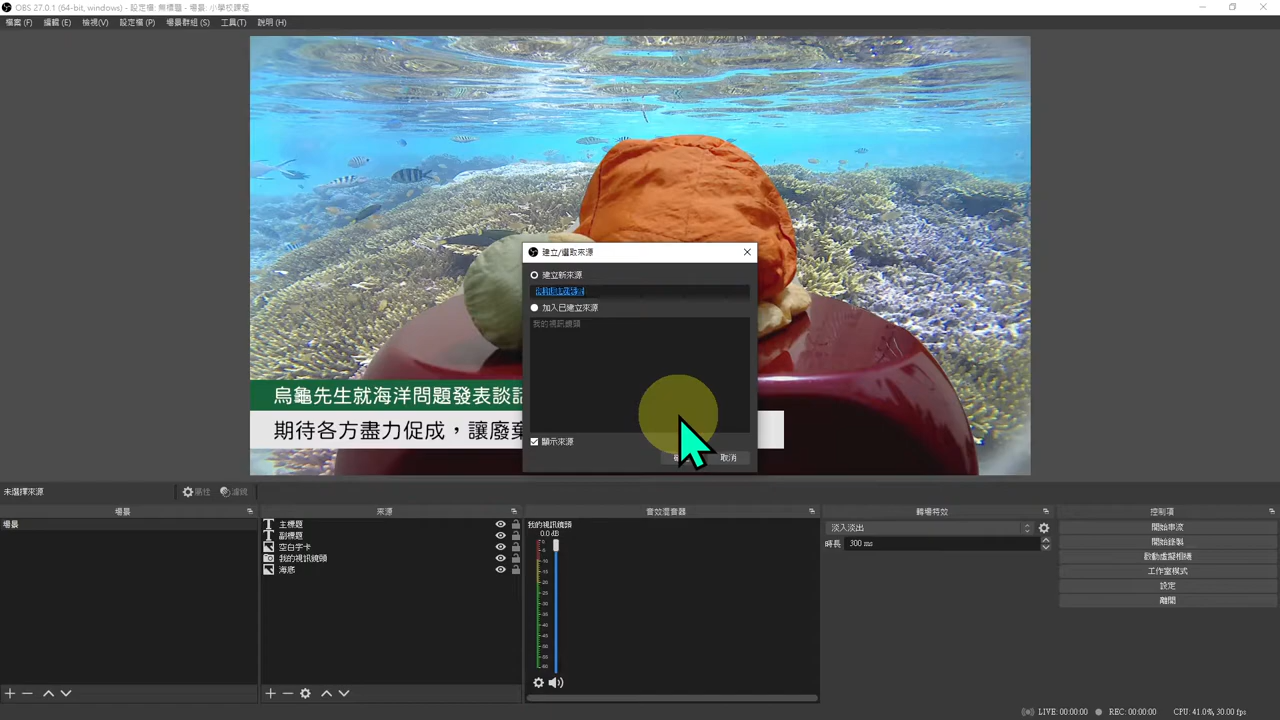 OBS 27.0.1 (64-bit, windows) - 設定檔: 無標題 - 場景: 小學校課程
檔案 (F) 編輯 (E) 檢視(V) 設定檔 (P) 場景群組 (S) 工具(T) 說明 (H)
建立/選取來源
建立新來源
加入已建立來源
我的視訊鏡頭
顯示來源
取消
烏龜先生就海洋問題發表談話
期待各方盡力促成,讓廢棄
未選擇來源
屬性 濾鏡
場景
場景
來源
主標題
副標題
空白字卡
我的視訊鏡頭
海底
音效混音器
我的視訊鏡頭
0.0 dB
轉場特效
淡入淡出
時長 300 ms
控制項
開始串流
開始錄製
啟動虛擬相機
工作室模式
設定
離開
LIVE: 00:00:00 REC: 00:00:00 CPU: 41.0%, 30.00 fps